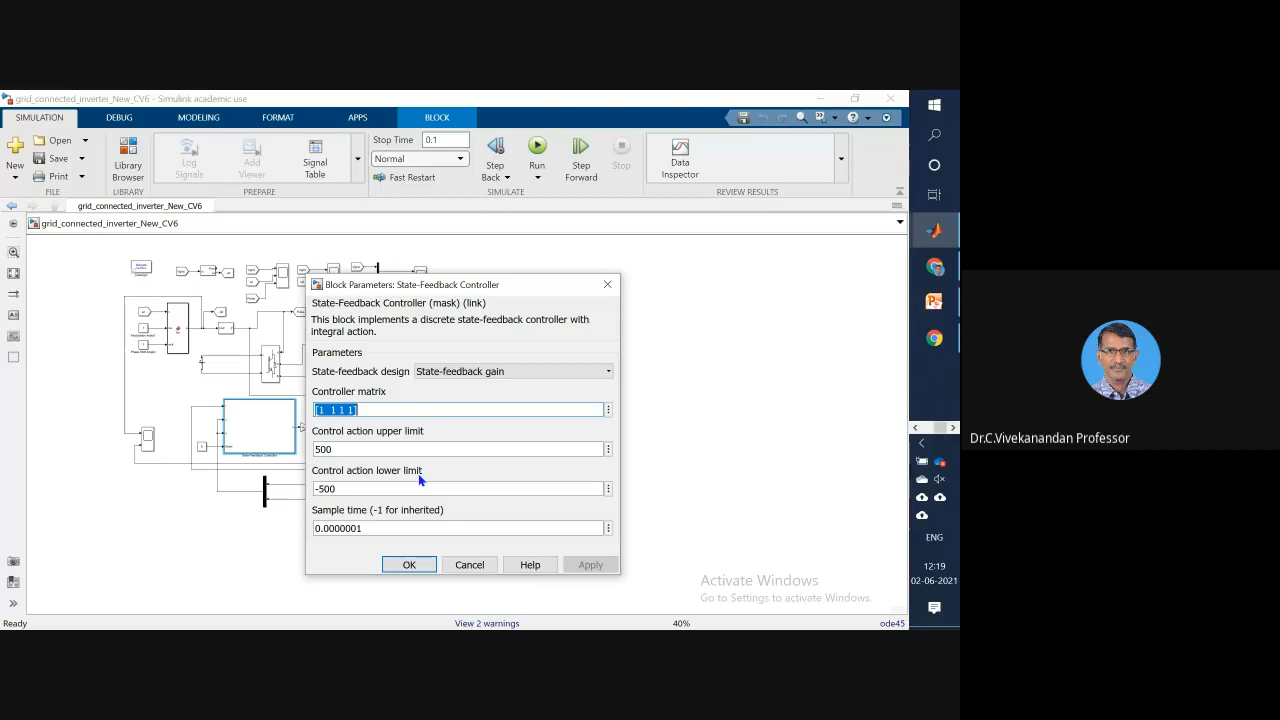 grid_connected_inverter_New_CV6 - Simulink academic use
SIMULATION
DEBUG
MODELING
FORMAT
APPS
BLOCK
New
Open
Save
Print
FILE
Library
Browser
LIBRARY
Log
Signals
Add
Viewer
Signal
Table
PREPARE
Stop Time 0.1
Normal
Fast Restart
Step
Back
Run
Step
Forward
Stop
SIMULATE
Data
Inspector
REVIEW RESULTS
grid_connected_inverter_New_CV6
grid_connected_inverter_New_CV6
Block Parameters: State-Feedback Controller
State-Feedback Controller (mask) (link)
This block implements a discrete state-feedback controller with
integral action.
Parameters
State-feedback design State-feedback gain
Controller matrix
[1 1 1 1]
Control action upper limit
500
Control action lower limit
-500
Sample time (-1 for inherited)
0.0000001
OK
Cancel
Help
Apply
State-Feedback Controller
Activate Windows
Go to Settings to activate Windows.
Ready
View 2 warnings
40%
ode45
ENG
12:19
02-06-2021
Dr.C.Vivekanandan Professor